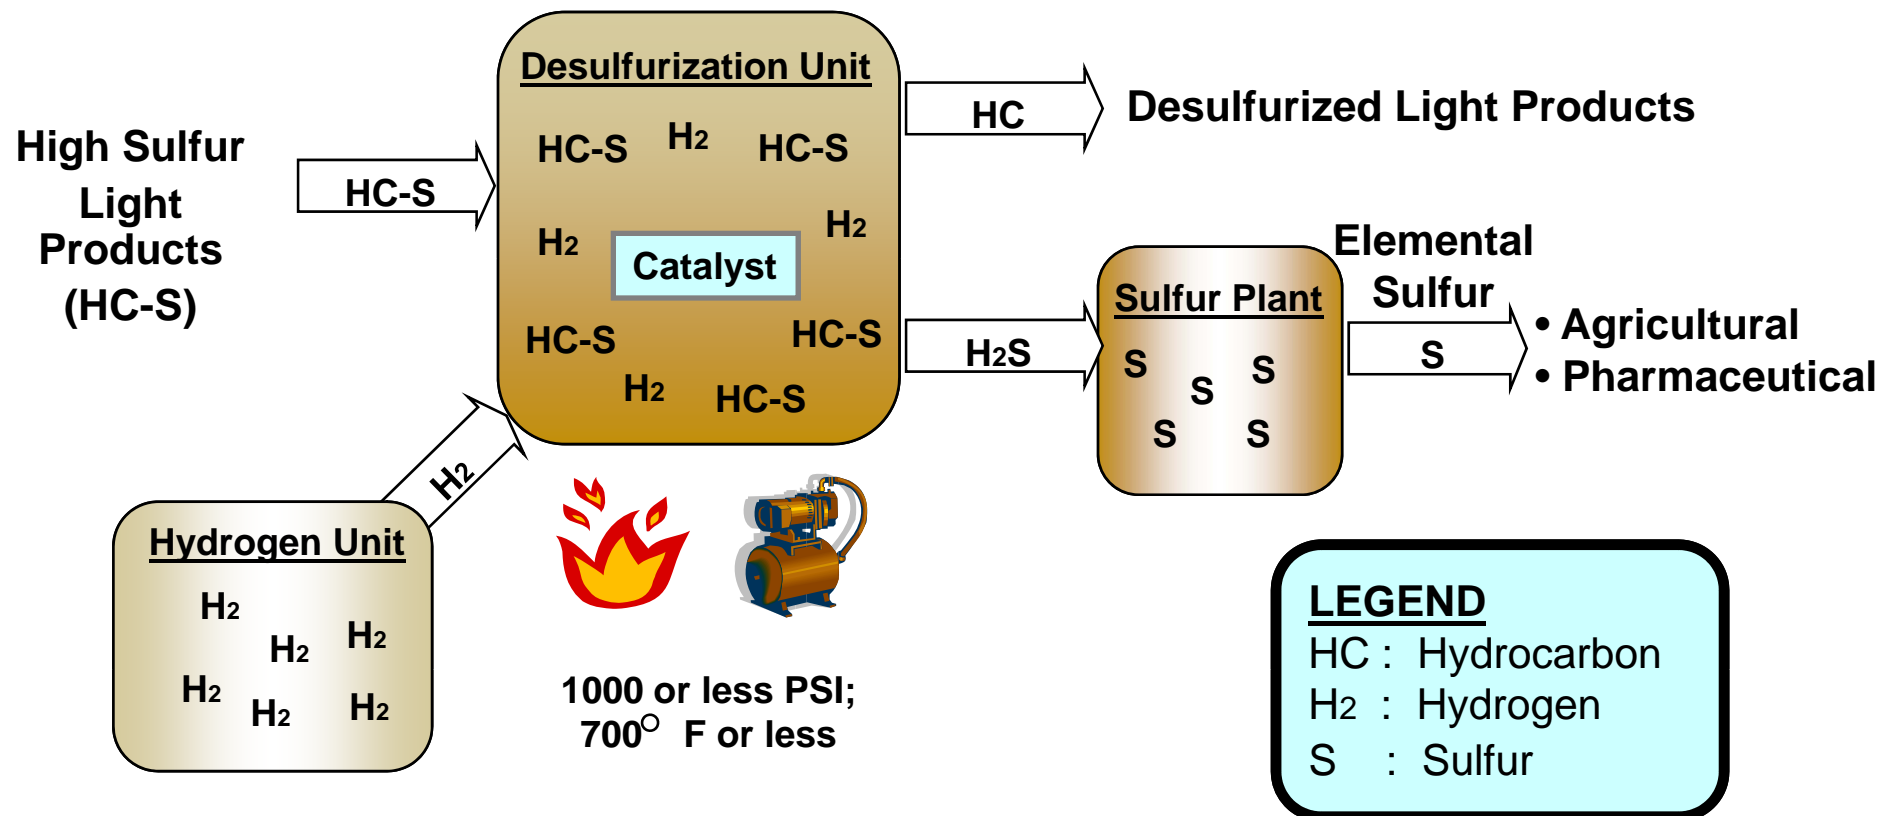 High Sulfur
Light
Products
(HC-S)
HC-S
Desulfurization Unit
HC-S H2 HC-S
H2 H2
Catalyst
HC-S HC-S
H2 HC-S
HC
Desulfurized Light Products
H2S
Sulfur Plant
S S S
S S
Elemental
Sulfur
S
• Agricultural
• Pharmaceutical
H2
Hydrogen Unit
H2 H2 H2
H2 H2 H2
1000 or less PSI;
700° F or less
LEGEND
HC : Hydrocarbon
H2 : Hydrogen
S : Sulfur